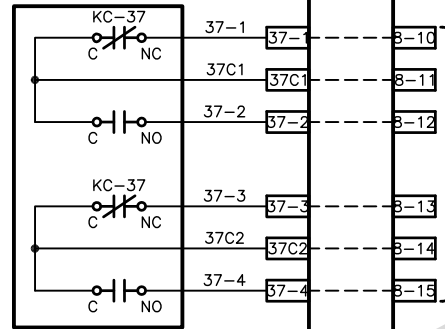 KC-37
C NC 37-1 37-1 8-10
37C1 37C1 8-11
C NO 37-2 37-2 8-12
KC-37
C NC 37-3 37-3 8-13
37C2 37C2 8-14
C NO 37-4 37-4 8-15